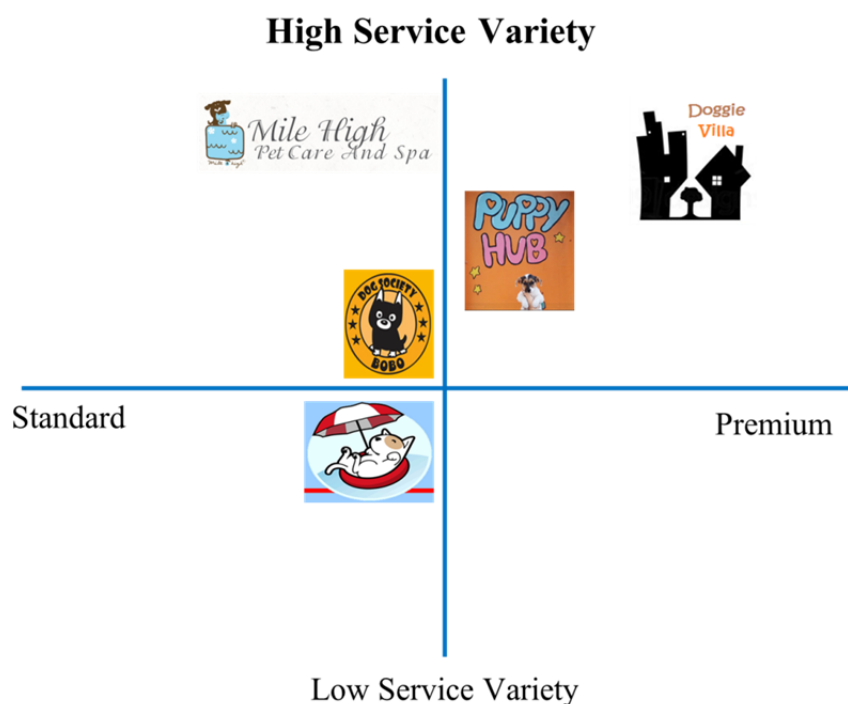 High Service Variety
Mile High
Pet Care And Spa
Doggie
Villa
PUPPY
HUB
DOG SOCIETY
BOBO
Standard
Premium
Low Service Variety